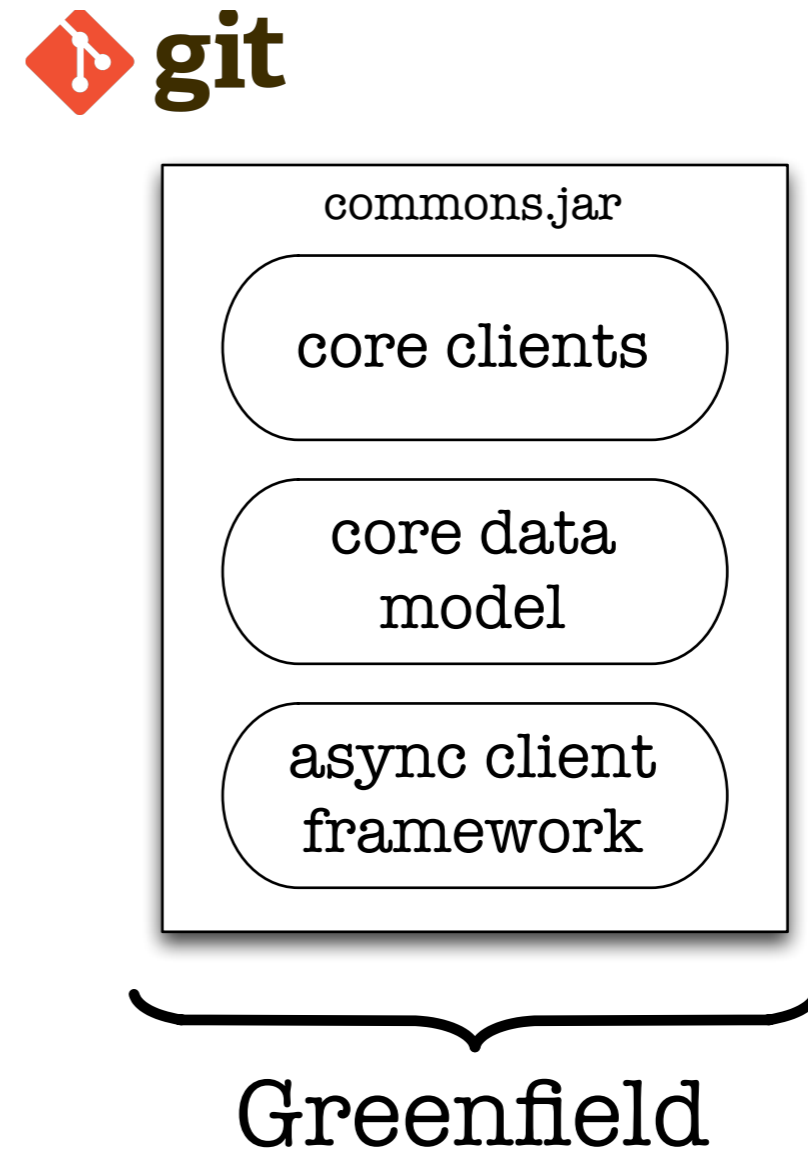 git
commons.jar
core clients
core data
model
async client
framework
Greenfield